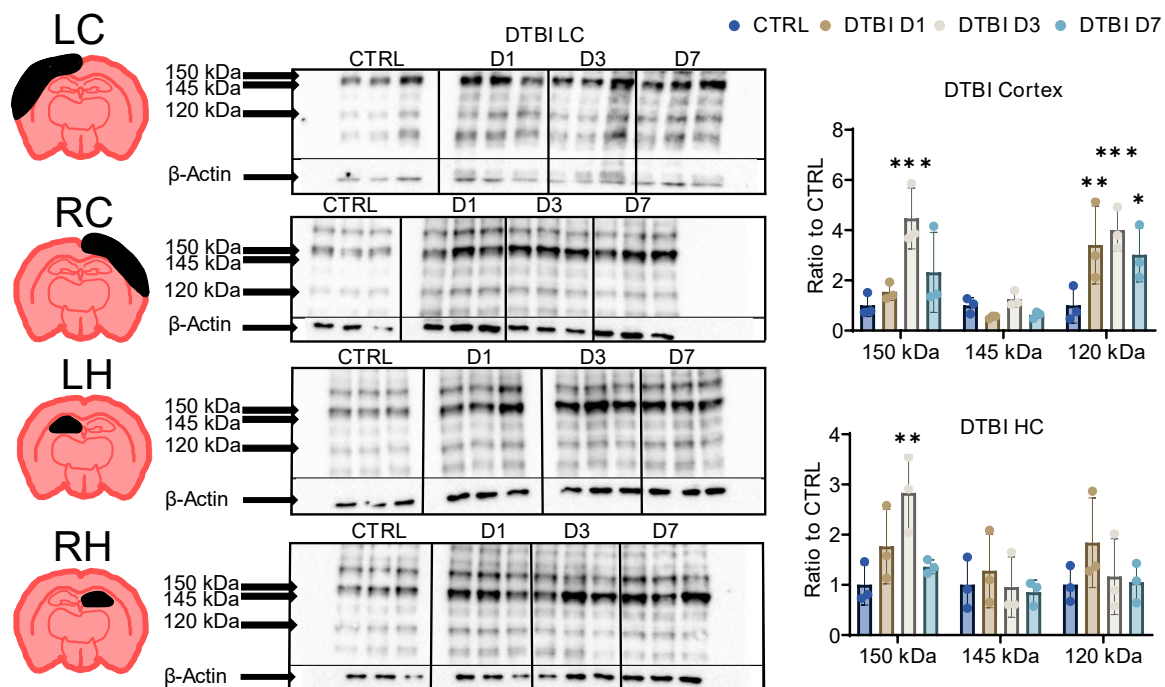 LC
DTBI LC
CTRL D1 D3 D7
150 kDa
145 kDa
120 kDa
β-Actin
RC
CTRL D1 D3 D7
150 kDa
145 kDa
120 kDa
β-Actin
LH
CTRL D1 D3 D7
150 kDa
145 kDa
120 kDa
β-Actin
RH
CTRL D1 D3 D7
150 kDa
145 kDa
120 kDa
β-Actin
CTRL DTBI D1 DTBI D3 DTBI D7
DTBI Cortex
Ratio to CTRL
8
6
4
2
0
***
**
***
*
150 kDa 145 kDa 120 kDa
DTBI HC
Ratio to CTRL
4
3
2
1
0
**
150 kDa 145 kDa 120 kDa